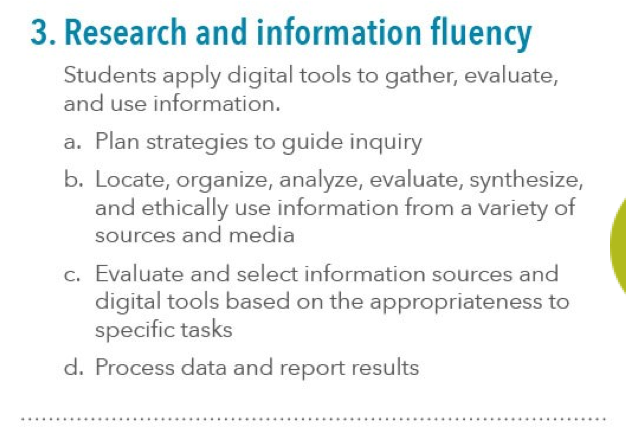 3. Research and information fluency
Students apply digital tools to gather, evaluate,
and use information.
a. Plan strategies to guide inquiry
b. Locate, organize, analyze, evaluate, synthesize,
and ethically use information from a variety of
sources and media
c. Evaluate and select information sources and
digital tools based on the appropriateness to
specific tasks
d. Process data and report results